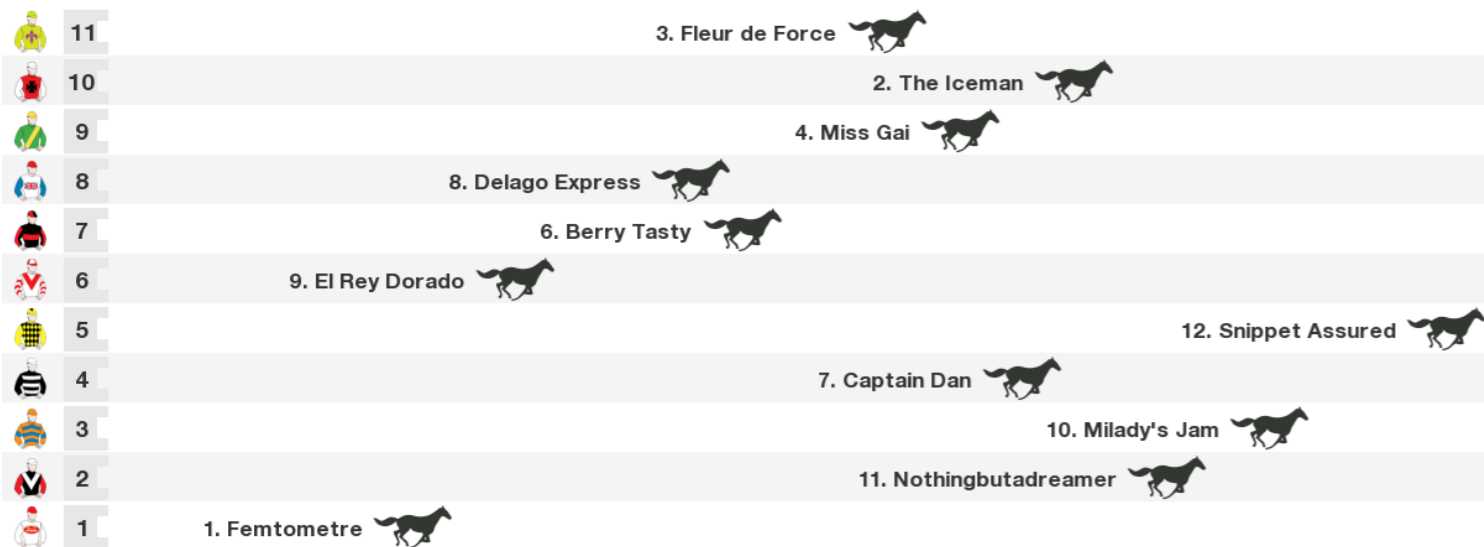 11 3. Fleur de Force
10 2. The Iceman
9 4. Miss Gai
8 8. Delago Express
7 6. Berry Tasty
6 9. El Rey Dorado
5 12. Snippet Assured
4 7. Captain Dan
3 10. Milady's Jam
2 11. Nothingbutadreamer
1 1. Femtometre